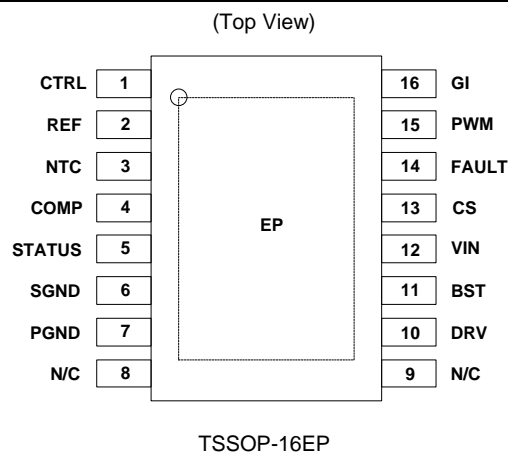 (Top View)
CTRL 1 16 GI
REF 2 15 PWM
NTC 3 14 FAULT
COMP 4 13 CS
EP
STATUS 5 12 VIN
SGND 6 11 BST
PGND 7 10 DRV
N/C 8 9 N/C
TSSOP-16EP